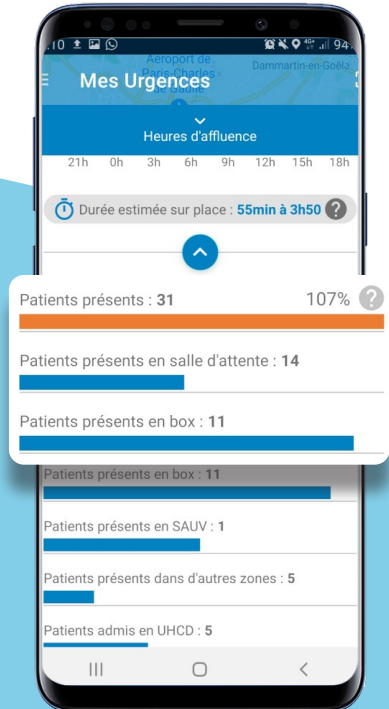 :10 94
Aéroport de
Paris-Charles
de Gaulle
Dammartin-en-Goële
Mes Urgences
Heures d'affluence
21h 0h 3h 6h 9h 12h 15h 18h
Durée estimée sur place : 55min à 3h50 ?
Patients présents : 31 107% ?
Patients présents en salle d'attente : 14
Patients présents en box : 11
Patients présents en box : 11
Patients présents en SAUV : 1
Patients présents dans d'autres zones : 5
Patients admis en UHCD : 5